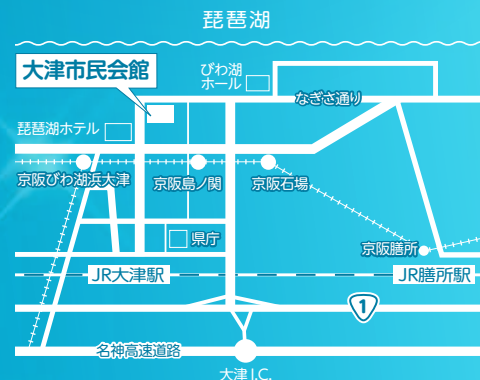 琵琶湖
大津市民会館
びわ湖
ホール
なぎさ通り
琵琶湖ホテル
京阪びわ湖浜大津
京阪島ノ関
京阪石場
県庁
京阪膳所
JR大津駅
JR膳所駅
1
名神高速道路
大津I.C.